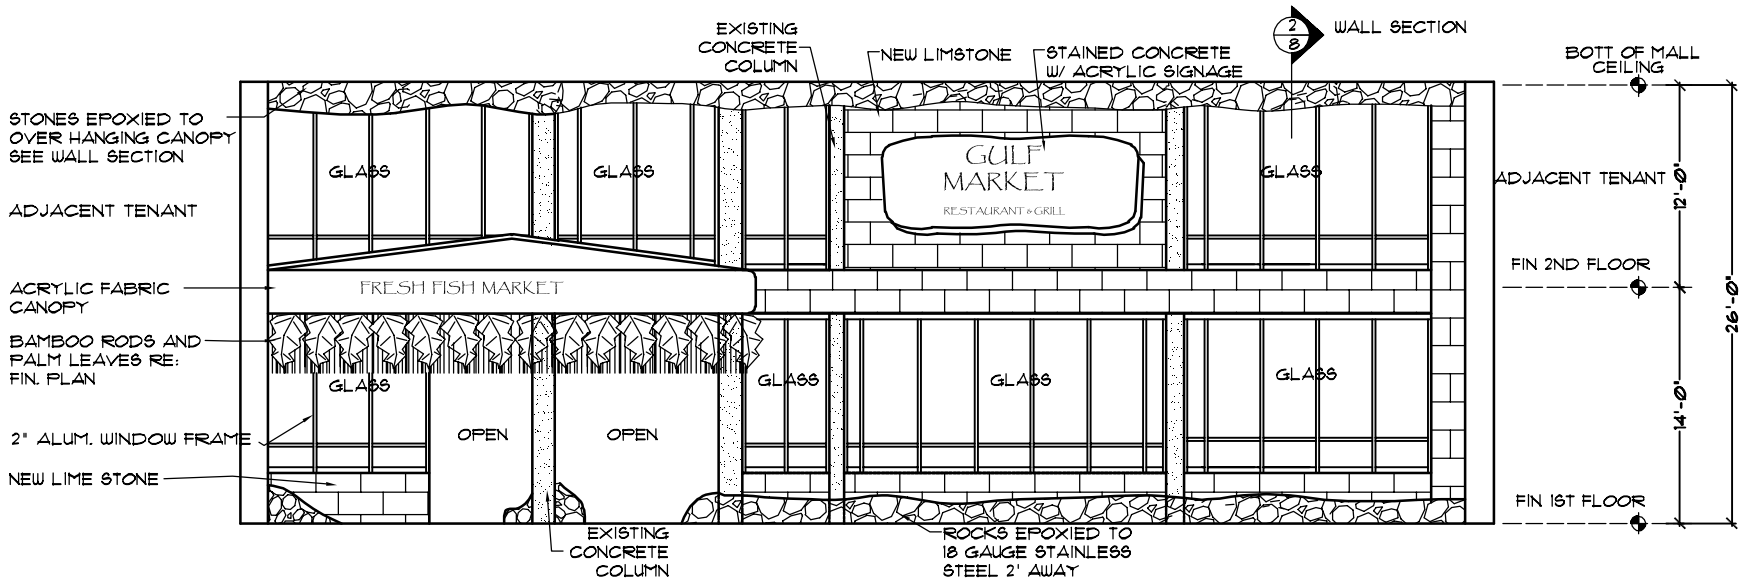 EXISTING
CONCRETE
COLUMN
NEW LIMSTONE
STAINED CONCRETE
W/ ACRYLIC SIGNAGE
2
8
WALL SECTION
BOTT OF MALL
CEILING
STONES EPOXIED TO
OVER HANGING CANOPY
SEE WALL SECTION
GLASS
GLASS
GULF
MARKET
RESTAURANT & GRILL
GLASS
ADJACENT TENANT
ADJACENT TENANT
12'-0"
FIN 2ND FLOOR
ACRYLIC FABRIC
CANOPY
FRESH FISH MARKET
26'-0"
BAMBOO RODS AND
PALM LEAVES RE:
FIN. PLAN
GLASS
GLASS
GLASS
GLASS
14'-0"
2" ALUM. WINDOW FRAME
OPEN
OPEN
NEW LIME STONE
FIN 1ST FLOOR
EXISTING
CONCRETE
COLUMN
ROCKS EPOXIED TO
18 GAUGE STAINLESS
STEEL 2' AWAY